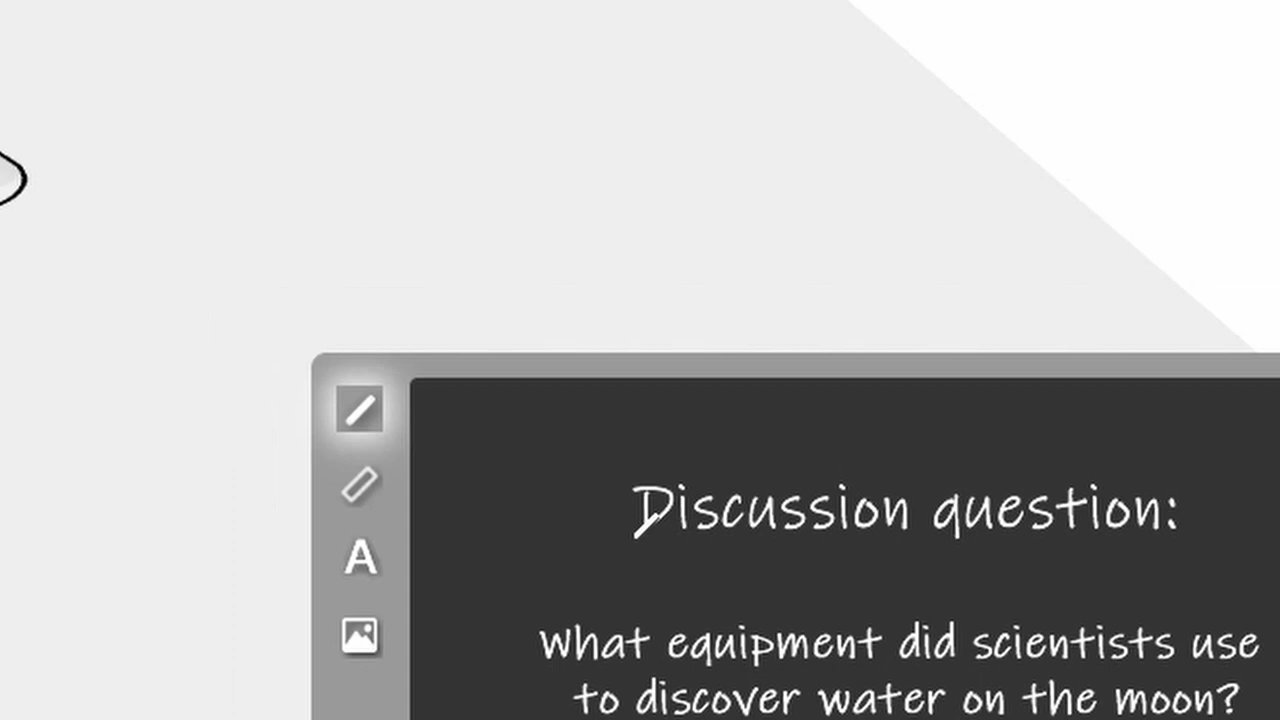 A
Discussion question:
What equipment did scientists use
to discover water on the moon?